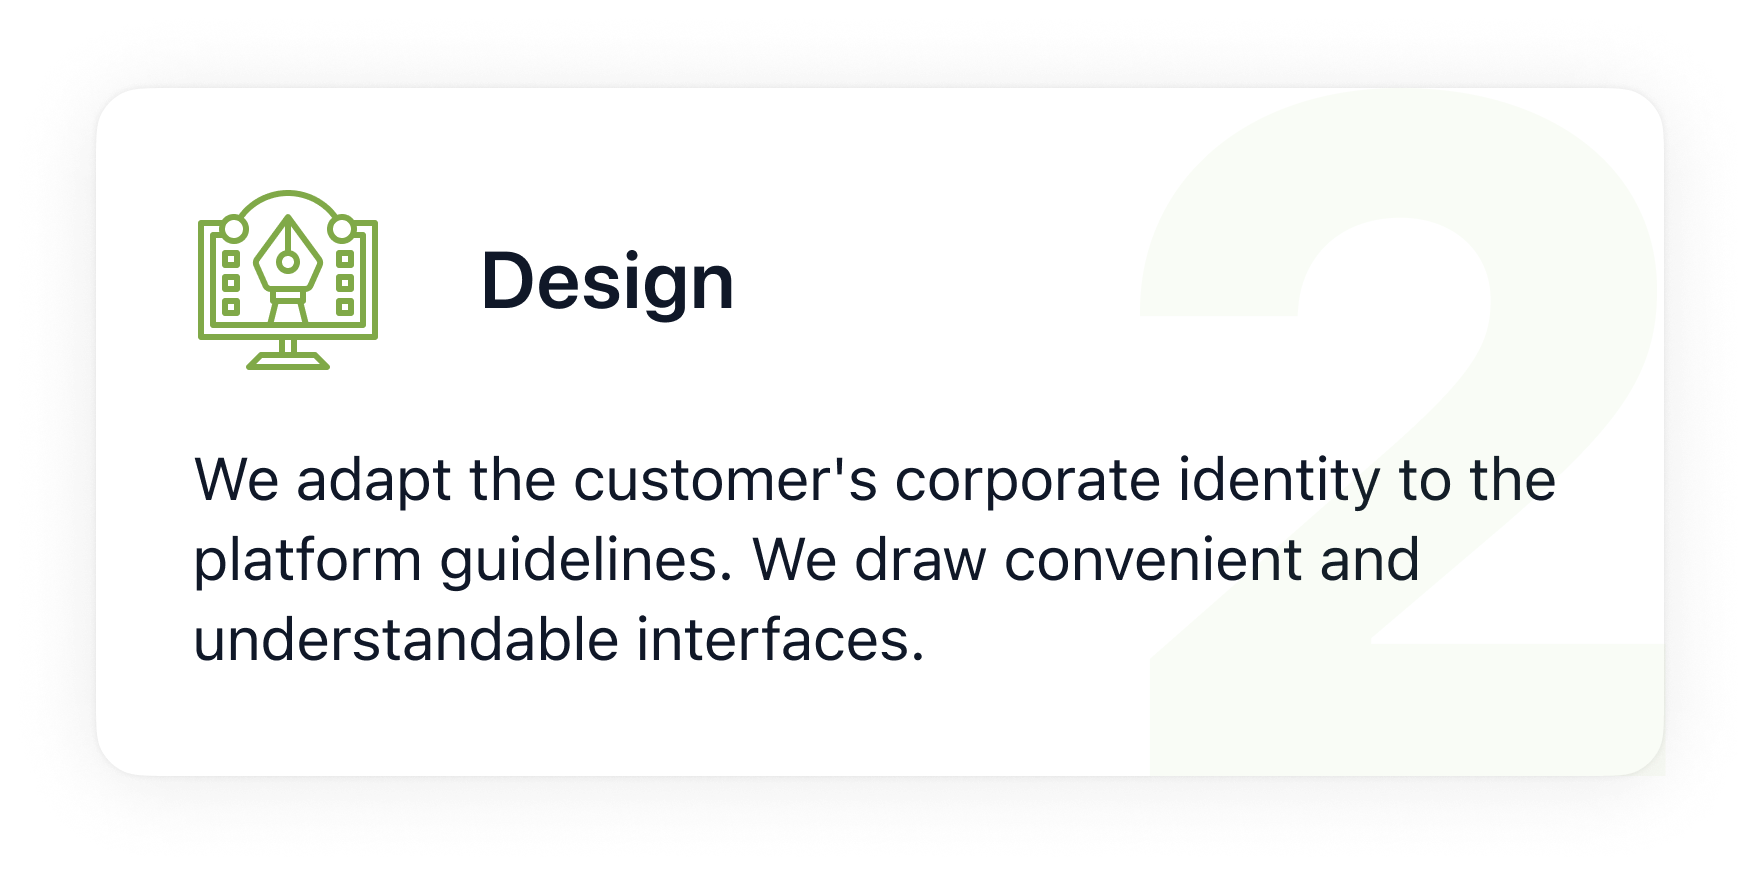 2
Design
We adapt the customer's corporate identity to the
platform guidelines. We draw convenient and
understandable interfaces.